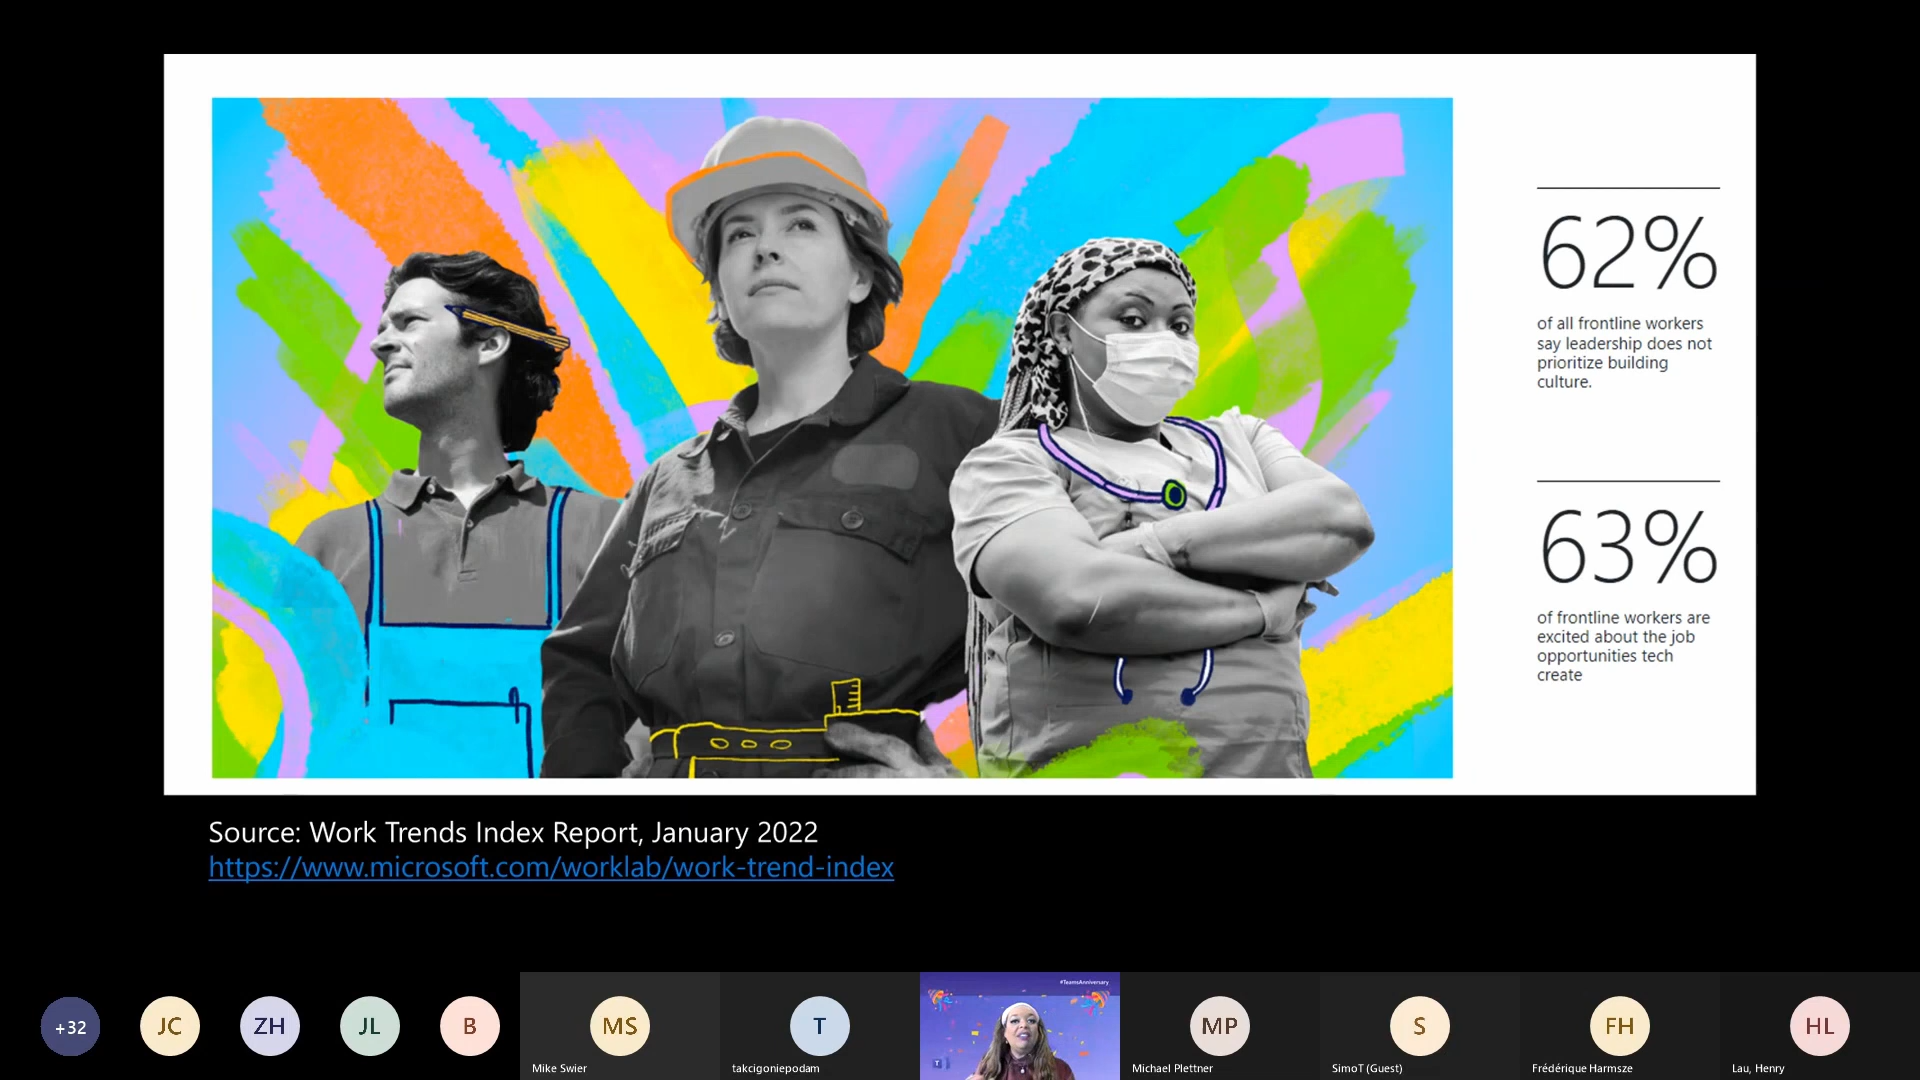 62%
of all frontline workers
say leadership does not
prioritize building
culture.
63%
of frontline workers are
excited about the job
opportunities tech
create
Source: Work Trends Index Report, January 2022
https://www.microsoft.com/worklab/work-trend-index
+32
JC
ZH
JL
B
MS
Mike Swier
T
takcigoniepodam
#TeamsAnniversary
MP
Michael Plettner
S
SimoT (Guest)
FH
Frédérique Harmsze
HL
Lau, Henry